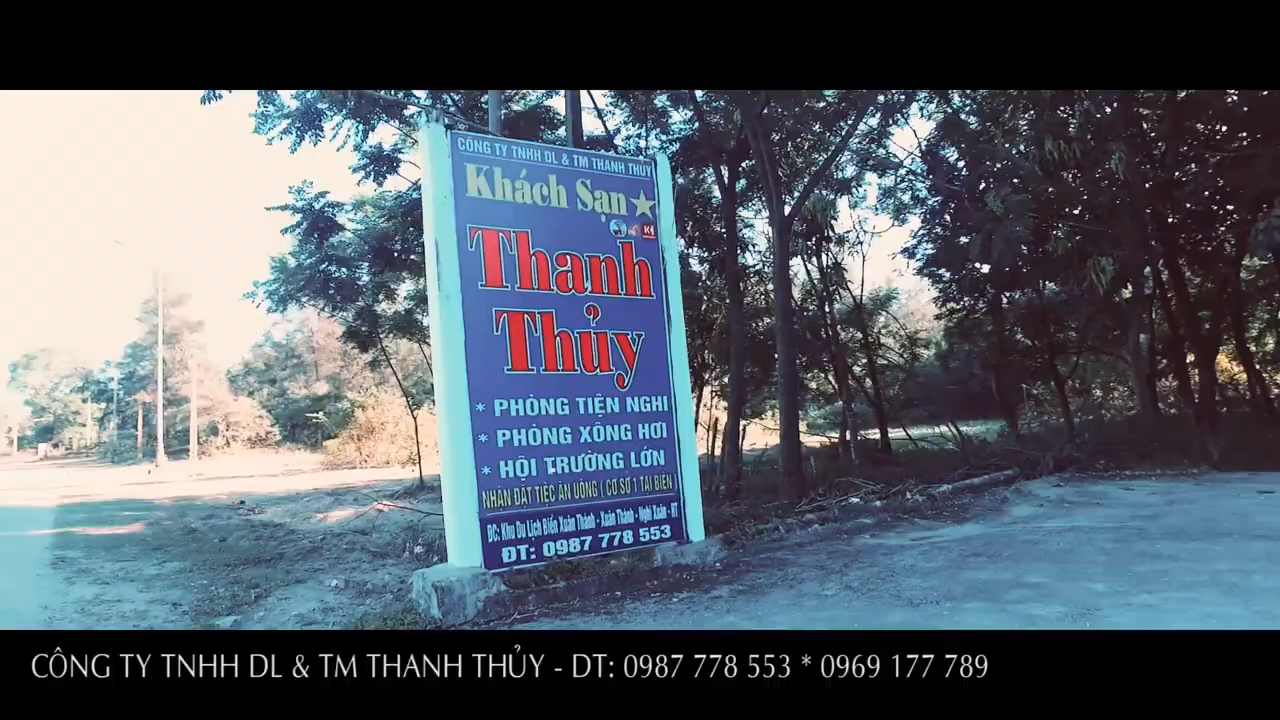 CÔNG TY TNHH DL & TM THANH THỦY
Khách Sạn
Thanh
Thủy
* PHÒNG TIỆN NGHI
* PHÒNG XÔNG HƠI
* HỘI TRƯỜNG LỚN
NHẬN ĐẶT TIỆC ĂN UỐNG ( CƠ SỞ 1 TẠI BIỂN )
ĐC: Khu Du Lịch Biển Xuân Thành - Xuân Thành - Nghi Xuân - HT
ĐT: 0987 778 553
CÔNG TY TNHH DL & TM THANH THỦY - DT: 0987 778 553 * 0969 177 789